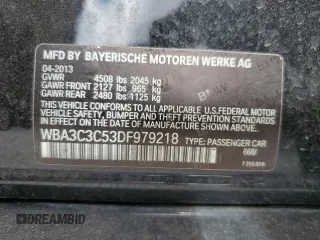 MFD BY BAYERISCHE MOTOREN WERKE AG
04-2013
GVWR 4508 lbs 2045 kg
GAWR FRONT 2127 lbs 965 kg
GAWR REAR 2480 lbs 1125 kg
THIS VEHICLE CONFORMS TO ALL APPLICABLE U.S. FEDERAL
MOTOR VEHICLE SAFETY, BUMPER, AND THEFT PREVENTION
STANDARDS IN EFFECT ON THE DATE OF MANUFACTURE SHOWN ABOVE.
WBA3C3C53DF979218 TYPE: PASSENGER CAR
668/
DREAMBID